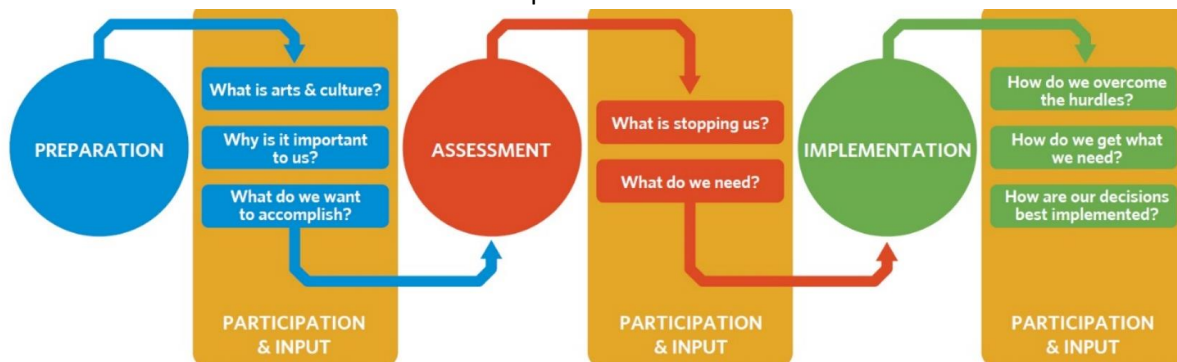 PREPARATION
What is arts & culture?
Why is it important
to us?
What do we want
to accomplish?
PARTICIPATION
& INPUT
ASSESSMENT
What is stopping us?
What do we need?
PARTICIPATION
& INPUT
IMPLEMENTATION
How do we overcome
the hurdles?
How do we get what
we need?
How are our decisions
best implemented?
PARTICIPATION
& INPUT